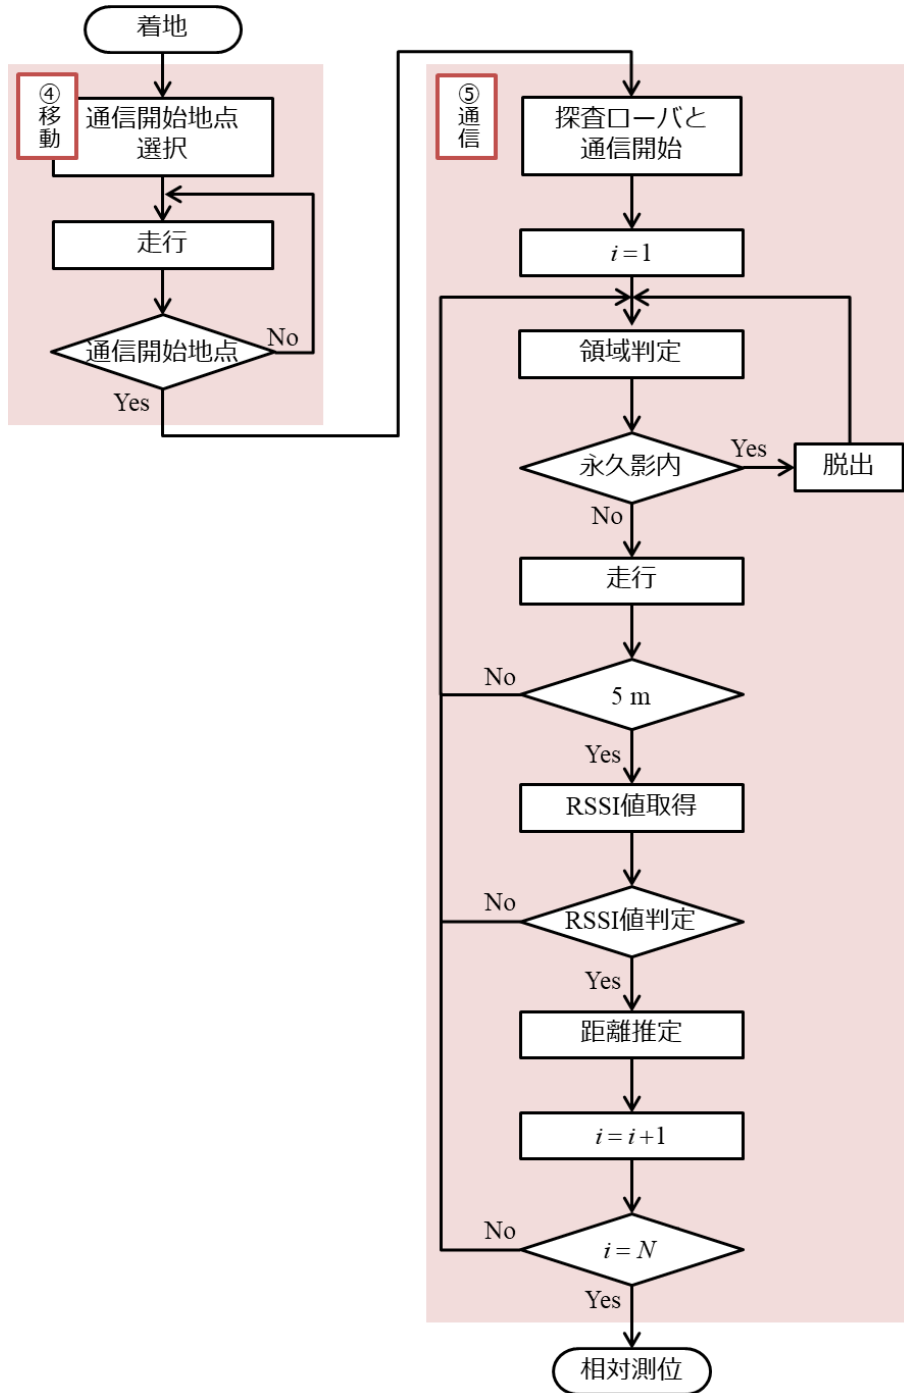 着地
④
移
動
通信開始地点
選択
走行
通信開始地点
No
Yes
⑤
通
信
探査ローバと
通信開始
i = 1
領域判定
永久影内
Yes
脱出
No
走行
No
5 m
Yes
RSSI値取得
No
RSSI値判定
Yes
距離推定
i = i +1
No
i = N
Yes
相対測位